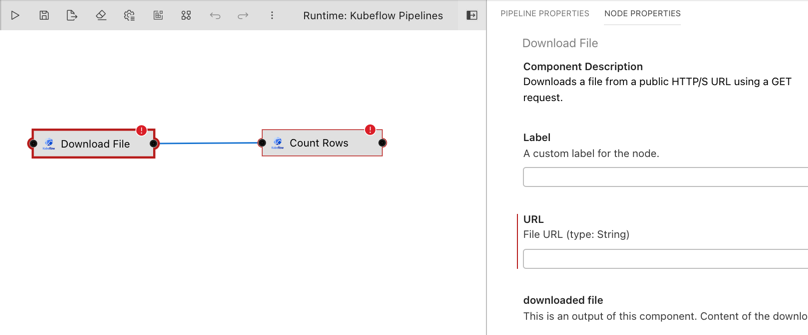 Runtime: Kubeflow Pipelines
PIPELINE PROPERTIES NODE PROPERTIES
Download File
Component Description
Downloads a file from a public HTTP/S URL using a GET
request.
Download File
Count Rows
Label
A custom label for the node.
URL
File URL (type: String)
downloaded file
This is an output of this component. Content of the downlo